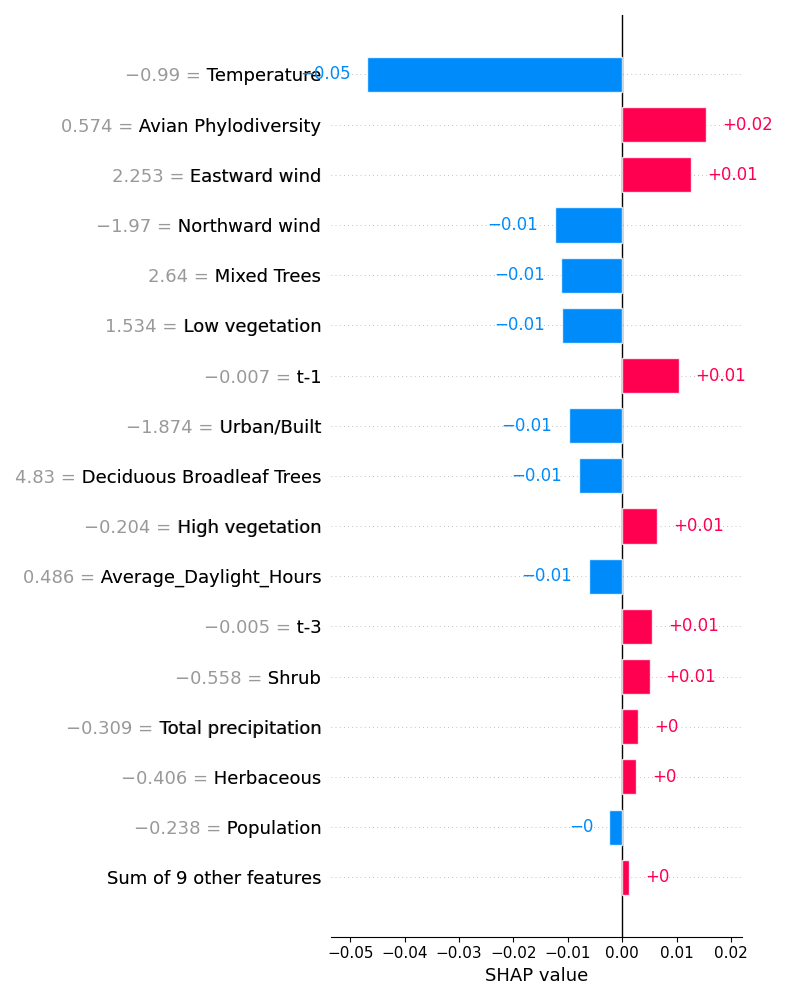 −0.99 = Temperature −0.05
0.574 = Avian Phylodiversity +0.02
2.253 = Eastward wind +0.01
−1.97 = Northward wind −0.01
2.64 = Mixed Trees −0.01
1.534 = Low vegetation −0.01
−0.007 = t-1 +0.01
−1.874 = Urban/Built −0.01
4.83 = Deciduous Broadleaf Trees −0.01
−0.204 = High vegetation +0.01
0.486 = Average_Daylight_Hours −0.01
−0.005 = t-3 +0.01
−0.558 = Shrub +0.01
−0.309 = Total precipitation +0
−0.406 = Herbaceous +0
−0.238 = Population −0
Sum of 9 other features +0
−0.05 −0.04 −0.03 −0.02 −0.01 0.00 0.01 0.02
SHAP value